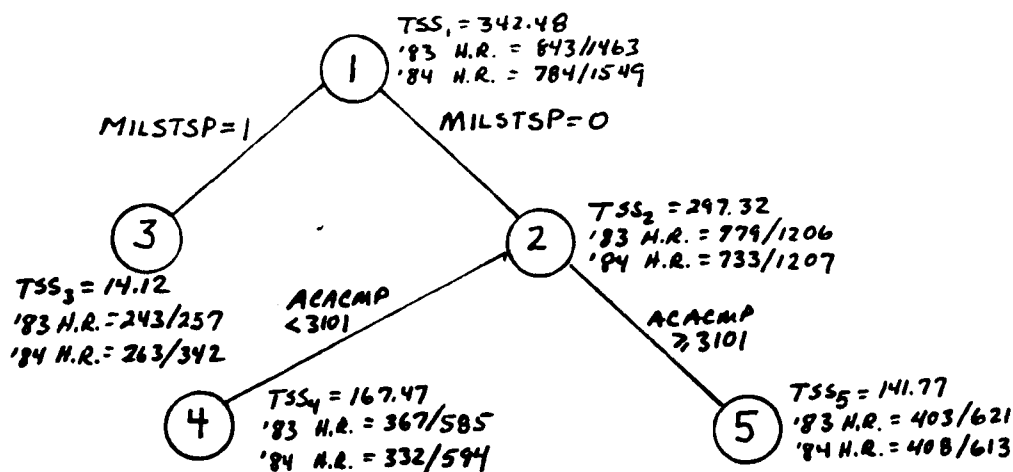 TSS₁ = 342.48
'83 H.R. = 843/1463
'84 H.R. = 784/1549
1
MILSTSP=1
MILSTSP=0
3
2
TSS₂ = 297.32
'83 H.R. = 779/1206
'84 H.R. = 733/1207
TSS₃ = 14.12
'83 H.R. = 243/257
'84 H.R. = 263/342
ACACMP
<3101
ACACMP
≥3101
4
TSS₄ = 167.47
'83 H.R. = 367/585
'84 H.R. = 332/594
5
TSS₅ = 141.77
'83 H.R. = 403/621
'84 H.R. = 408/613